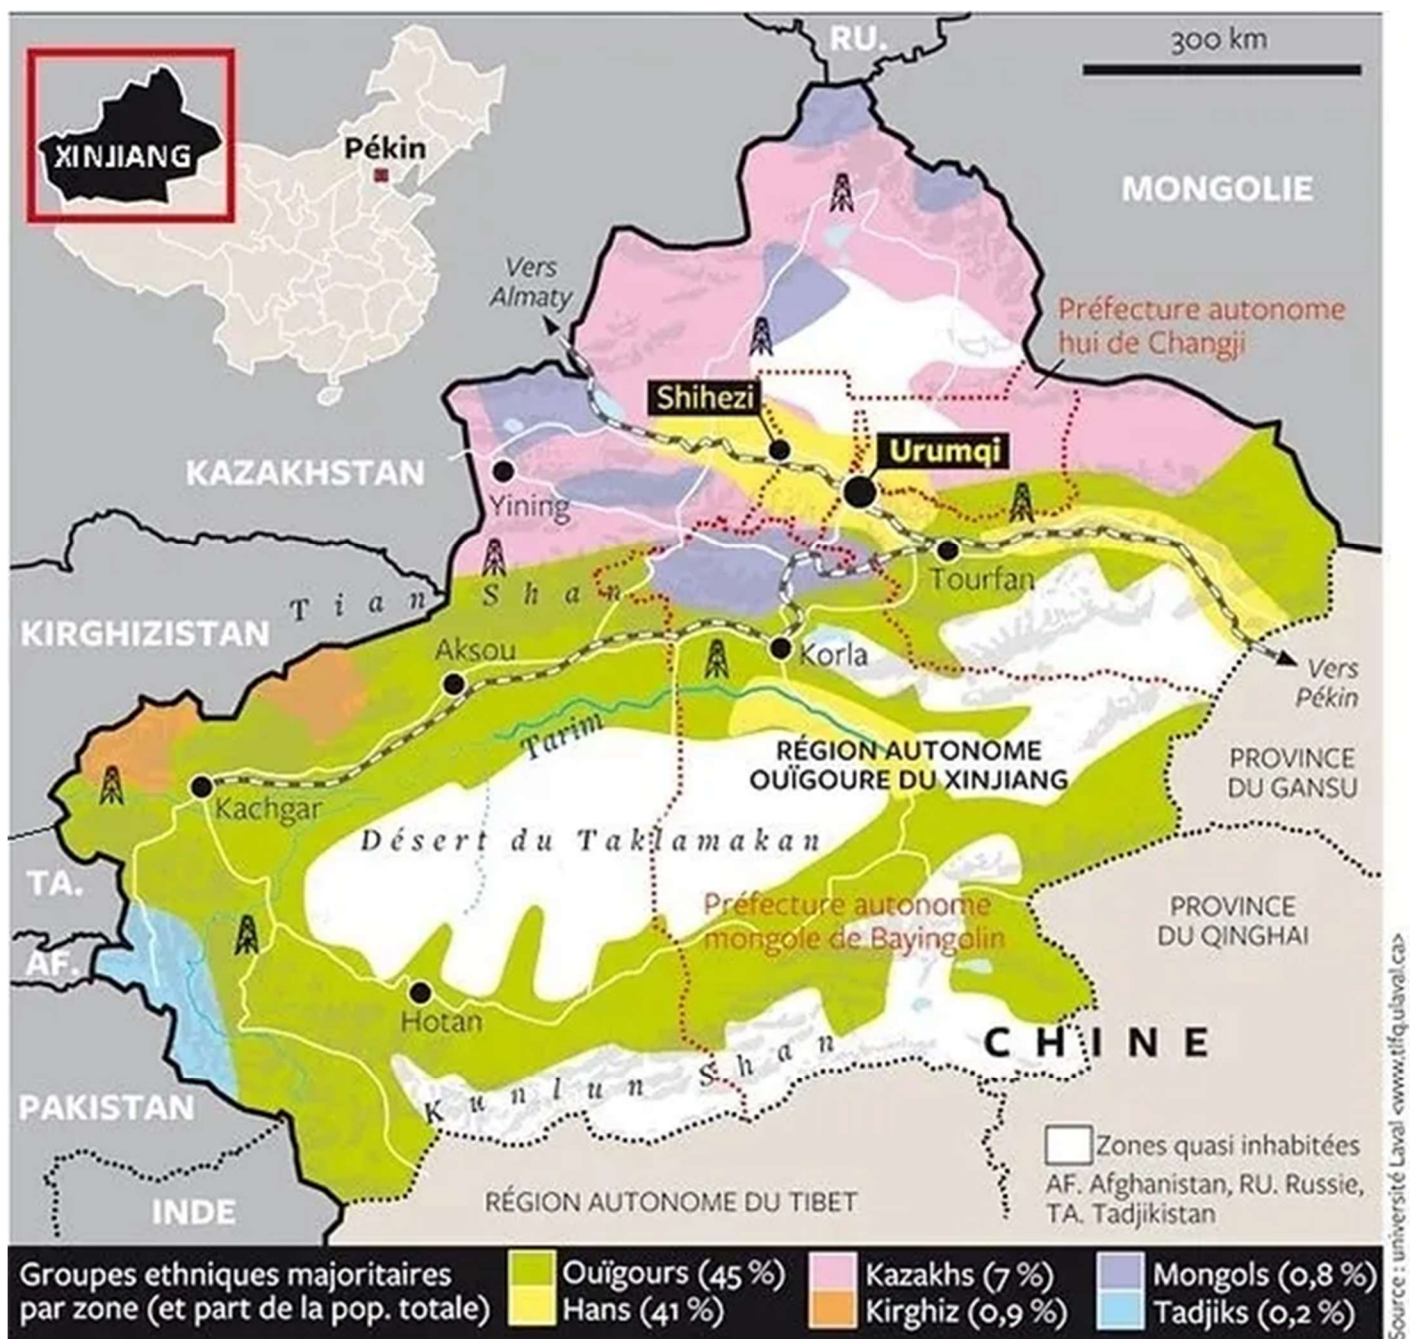 RU.
300 km
XINJIANG
Pékin
MONGOLIE
Vers
Almaty
Préfecture autonome
hui de Changji
Shihezi
Urumqi
KAZAKHSTAN
Yining
Tian Shan
Tourfan
KIRGHIZISTAN
Aksou
Korla
Vers
Pékin
Tarim
RÉGION AUTONOME
OUÏGOURE DU XINJIANG
PROVINCE
DU GANSU
Kachgar
Désert du Taklamakan
TA.
Préfecture autonome
mongole de Bayingolin
PROVINCE
DU QINGHAI
AF.
Hotan
CHINE
Kunlun Shan
PAKISTAN
Zones quasi inhabitées
AF. Afghanistan, RU. Russie,
TA. Tadjikistan
RÉGION AUTONOME DU TIBET
INDE
Groupes ethniques majoritaires
par zone (et part de la pop. totale)
Ouïgours (45 %)
Hans (41 %)
Kazakhs (7 %)
Kirghiz (0,9 %)
Mongols (0,8 %)
Tadjiks (0,2 %)
Source : université Laval <www.tlfq.ulaval.ca>